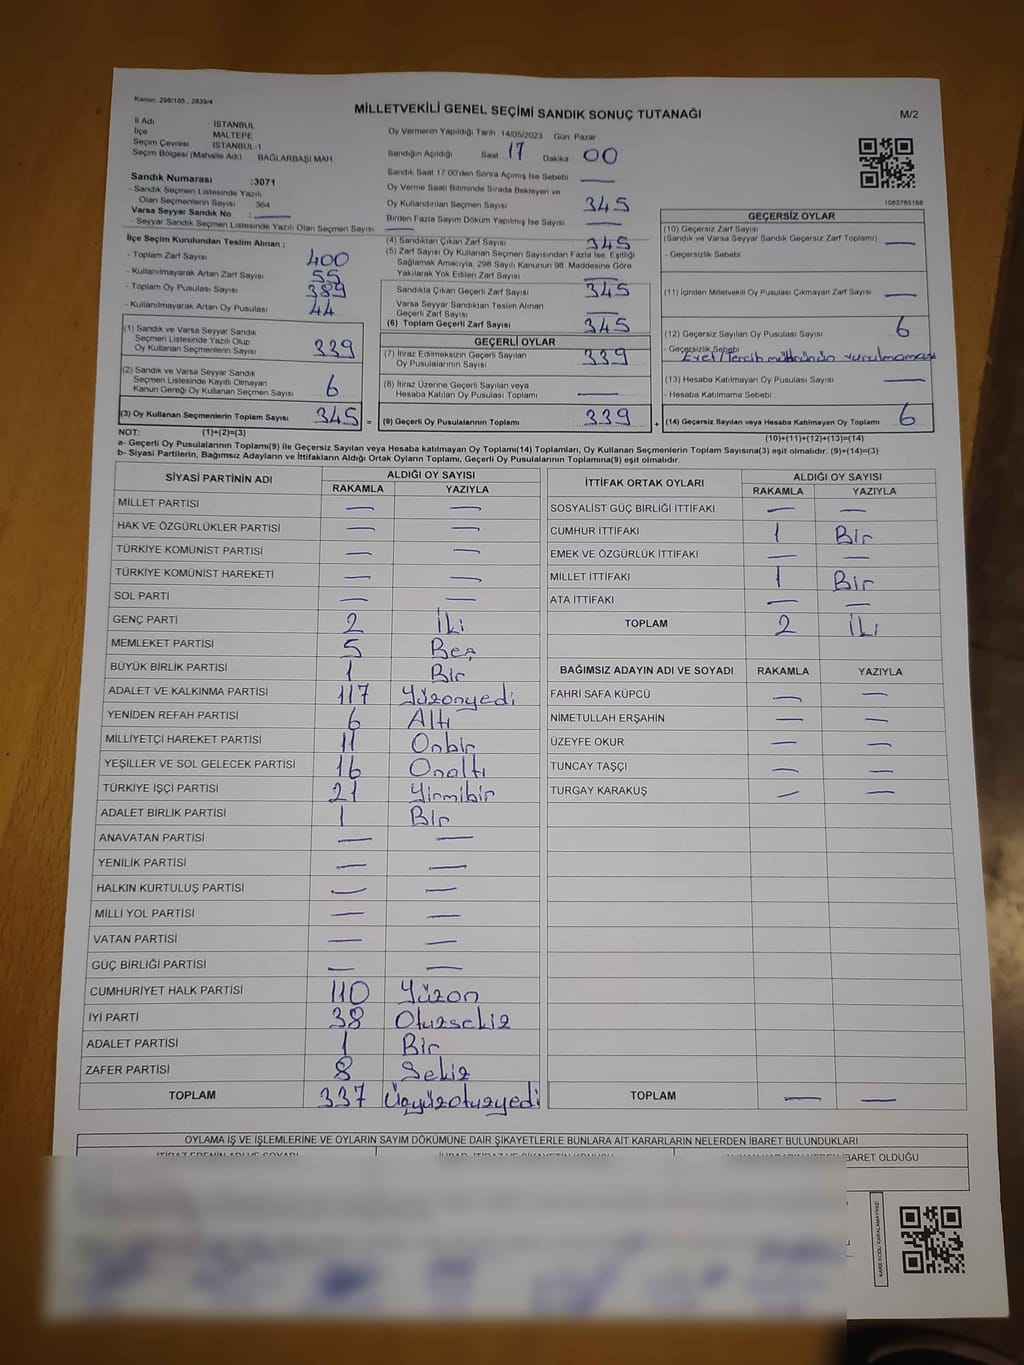 Kanun, 298/105 , 2839/4
MİLLETVEKİLİ GENEL SEÇİMİ SANDIK SONUÇ TUTANAĞI
M/2
İl Adı İSTANBUL
İlçe MALTEPE
Seçim Çevresi İSTANBUL-1
Seçim Bölgesi (Mahalle Adı) BAĞLARBAŞI MAH
Sandık Numarası :3071
- Sandık Seçmen Listesinde Yazılı
Olan Seçmenlerin Sayısı 384
Varsa Seyyar Sandık No : —
- Seyyar Sandık Seçmen Listesinde Yazılı Olan Seçmen Sayısı —
İlçe Seçim Kurulundan Teslim Alınan ;
- Toplam Zarf Sayısı 400
- Kullanılmayarak Artan Zarf Sayısı 55
- Toplam Oy Pusulası Sayısı 389
- Kullanılmayarak Artan Oy Pusulası 44
(1) Sandık ve Varsa Seyyar Sandık
Seçmen Listesinde Yazılı Olup
Oy Kullanan Seçmenlerin Sayısı 339
(2) Sandık ve Varsa Seyyar Sandık
Seçmen Listesinde Kayıtlı Olmayan
Kanun Gereği Oy Kullanan Seçmen Sayısı 6
(3) Oy Kullanan Seçmenlerin Toplam Sayısı 345 =
Oy Vermenin Yapıldığı Tarih 14/05/2023 Gün Pazar
Sandığın Açıldığı Saat 17 Dakika 00
Sandık Saat 17:00'den Sonra Açılmış İse Sebebi —
Oy Verme Saati Bitiminde Sırada Bekleyen ve
Oy Kullandırılan Seçmen Sayısı 345
Birden Fazla Sayım Döküm Yapılmış İse Sayısı —
(4) Sandıktan Çıkan Zarf Sayısı 345
(5) Zarf Sayısı Oy Kullanan Seçmen Sayısından Fazla İse, Eşitliği
Sağlamak Amacıyla, 298 Sayılı Kanunun 98. Maddesine Göre
Yakılarak Yok Edilen Zarf Sayısı —
Sandıkta Çıkan Geçerli Zarf Sayısı 345
Varsa Seyyar Sandıktan Teslim Alınan
Geçerli Zarf Sayısı —
(6) Toplam Geçerli Zarf Sayısı 345
GEÇERLİ OYLAR
(7) İtiraz Edilmeksizin Geçerli Sayılan
Oy Pusulalarının Sayısı 339
(8) İtiraz Üzerine Geçerli Sayılan veya
Hesaba Katılan Oy Pusulası Toplamı —
(9) Geçerli Oy Pusulalarının Toplamı 339 +
1083785168
GEÇERSİZ OYLAR
(10) Geçersiz Zarf Sayısı
(Sandık ve Varsa Seyyar Sandık Geçersiz Zarf Toplamı) —
- Geçersizlik Sebebi
(11) İçinden Milletvekili Oy Pusulası Çıkmayan Zarf Sayısı —
(12) Geçersiz Sayılan Oy Pusulası Sayısı 6
- Geçersizlik Sebebi
Evet/Tercih mührünün vurulmaması
(13) Hesaba Katılmayan Oy Pusulası Sayısı —
- Hesaba Katılmama Sebebi
(14) Geçersiz Sayılan veya Hesaba Katılmayan Oy Toplamı 6
NOT: (1)+(2)=(3)
(10)+(11)+(12)+(13)=(14)
a- Geçerli Oy Pusulalarının Toplamı(9) ile Geçersiz Sayılan veya Hesaba katılmayan Oy Toplamı(14) Toplamları, Oy Kullanan Seçmenlerin Toplam Sayısına(3) eşit olmalıdır. (9)+(14)=(3)
b- Siyasi Partilerin, Bağımsız Adayların ve İttifakların Aldığı Ortak Oyların Toplamı, Geçerli Oy Pusulalarının Toplamına(9) eşit olmalıdır.
SİYASİ PARTİNİN ADI ALDIĞI OY SAYISI
RAKAMLA YAZIYLA
MİLLET PARTİSİ — —
HAK VE ÖZGÜRLÜKLER PARTİSİ — —
TÜRKİYE KOMÜNİST PARTİSİ — —
TÜRKİYE KOMÜNİST HAREKETİ — —
SOL PARTİ — —
GENÇ PARTİ 2 İki
MEMLEKET PARTİSİ 5 Beş
BÜYÜK BİRLİK PARTİSİ 1 Bir
ADALET VE KALKINMA PARTİSİ 117 Yüzonyedi
YENİDEN REFAH PARTİSİ 6 Altı
MİLLİYETÇİ HAREKET PARTİSİ 11 Onbir
YEŞİLLER VE SOL GELECEK PARTİSİ 16 Onaltı
TÜRKİYE İŞÇİ PARTİSİ 21 Yirmibir
ADALET BİRLİK PARTİSİ 1 Bir
ANAVATAN PARTİSİ — —
YENİLİK PARTİSİ — —
HALKIN KURTULUŞ PARTİSİ — —
MİLLİ YOL PARTİSİ — —
VATAN PARTİSİ — —
GÜÇ BİRLİĞİ PARTİSİ — —
CUMHURİYET HALK PARTİSİ 110 Yüzon
İYİ PARTİ 38 Otuzsekiz
ADALET PARTİSİ 1 Bir
ZAFER PARTİSİ 8 Sekiz
TOPLAM 337 Üçyüzotuzyedi
İTTİFAK ORTAK OYLARI ALDIĞI OY SAYISI
RAKAMLA YAZIYLA
SOSYALİST GÜÇ BİRLİĞİ İTTİFAKI — —
CUMHUR İTTİFAKI 1 Bir
EMEK VE ÖZGÜRLÜK İTTİFAKI — —
MİLLET İTTİFAKI 1 Bir
ATA İTTİFAKI — —
TOPLAM 2 İki
BAĞIMSIZ ADAYIN ADI VE SOYADI RAKAMLA YAZIYLA
FAHRİ SAFA KÜPCÜ — —
NİMETULLAH ERŞAHİN — —
ÜZEYFE OKUR — —
TUNCAY TAŞÇI — —
TURGAY KARAKUŞ — —
TOPLAM — —
OYLAMA İŞ VE İŞLEMLERİNE VE OYLARIN SAYIM DÖKÜMÜNE DAİR ŞİKAYETLERLE BUNLARA AİT KARARLARIN NELERDEN İBARET BULUNDUKLARI
İBARET OLDUĞU
KARE KODU KARALAMAYINIZ!